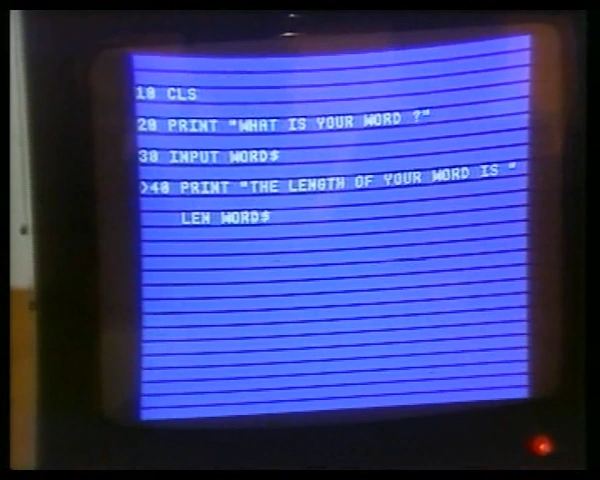 10 CLS
20 PRINT "WHAT IS YOUR WORD ?"
30 INPUT WORD$
>40 PRINT "THE LENGTH OF YOUR WORD IS "
LEN WORD$